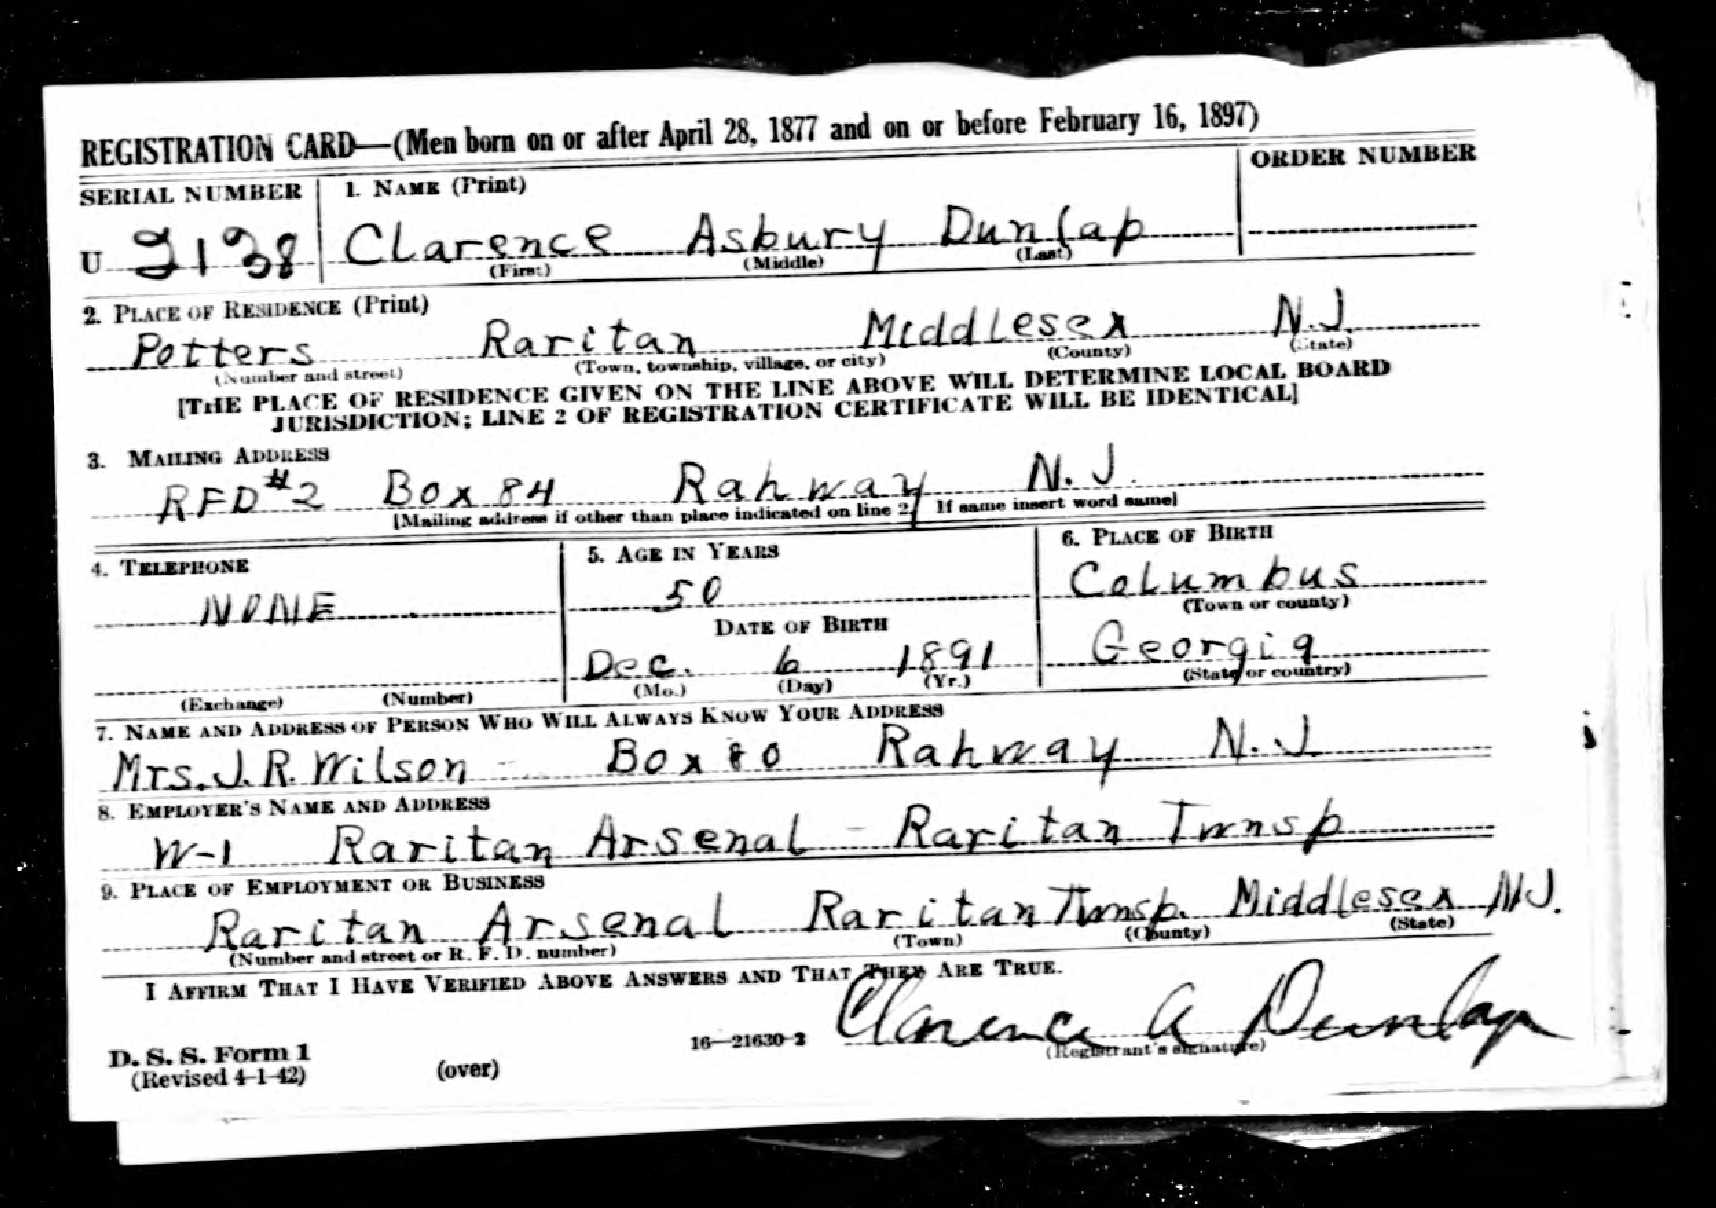 REGISTRATION CARD—(Men born on or after April 28, 1877 and on or before February 16, 1897)
SERIAL NUMBER 1. NAME (Print) ORDER NUMBER
U 2138 Clarence Asbury Dunlap
(First) (Middle) (Last)
2. PLACE OF RESIDENCE (Print)
Potters Raritan Middlesex N.J.
(Number and street) (Town, township, village, or city) (County) (State)
[THE PLACE OF RESIDENCE GIVEN ON THE LINE ABOVE WILL DETERMINE LOCAL BOARD
JURISDICTION; LINE 2 OF REGISTRATION CERTIFICATE WILL BE IDENTICAL]
3. MAILING ADDRESS
RFD #2 Box 84 Rahway N.J.
[Mailing address if other than place indicated on line 2. If same insert word same]
4. TELEPHONE 5. AGE IN YEARS 6. PLACE OF BIRTH
NONE 50 Columbus
(Town or county)
DATE OF BIRTH
Dec. 6 1891 Georgia
(Exchange) (Number) (Mo.) (Day) (Yr.) (State or country)
7. NAME AND ADDRESS OF PERSON WHO WILL ALWAYS KNOW YOUR ADDRESS
Mrs. J. R. Wilson - Box 80 Rahway N.J.
8. EMPLOYER'S NAME AND ADDRESS
W-1 Raritan Arsenal - Raritan Twnsp
9. PLACE OF EMPLOYMENT OR BUSINESS
Raritan Arsenal Raritan Twnsp. Middlesex NJ.
(Number and street or R. F. D. number) (Town) (County) (State)
I AFFIRM THAT I HAVE VERIFIED ABOVE ANSWERS AND THAT THEY ARE TRUE.
Clarence A Dunlap
(Registrant's signature)
D. S. S. Form 1
(Revised 4-1-42) (over) 16—21630-2